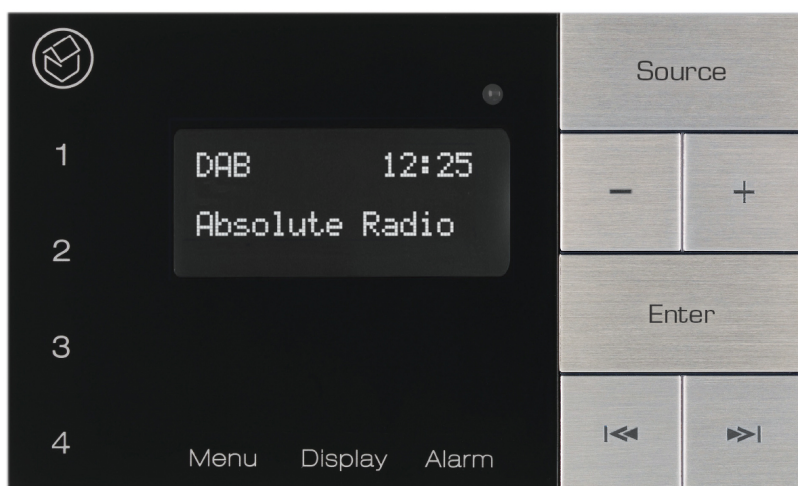 Source
1
DAB 12:25
- +
Absolute Radio
2
Enter
3
4
Menu Display Alarm